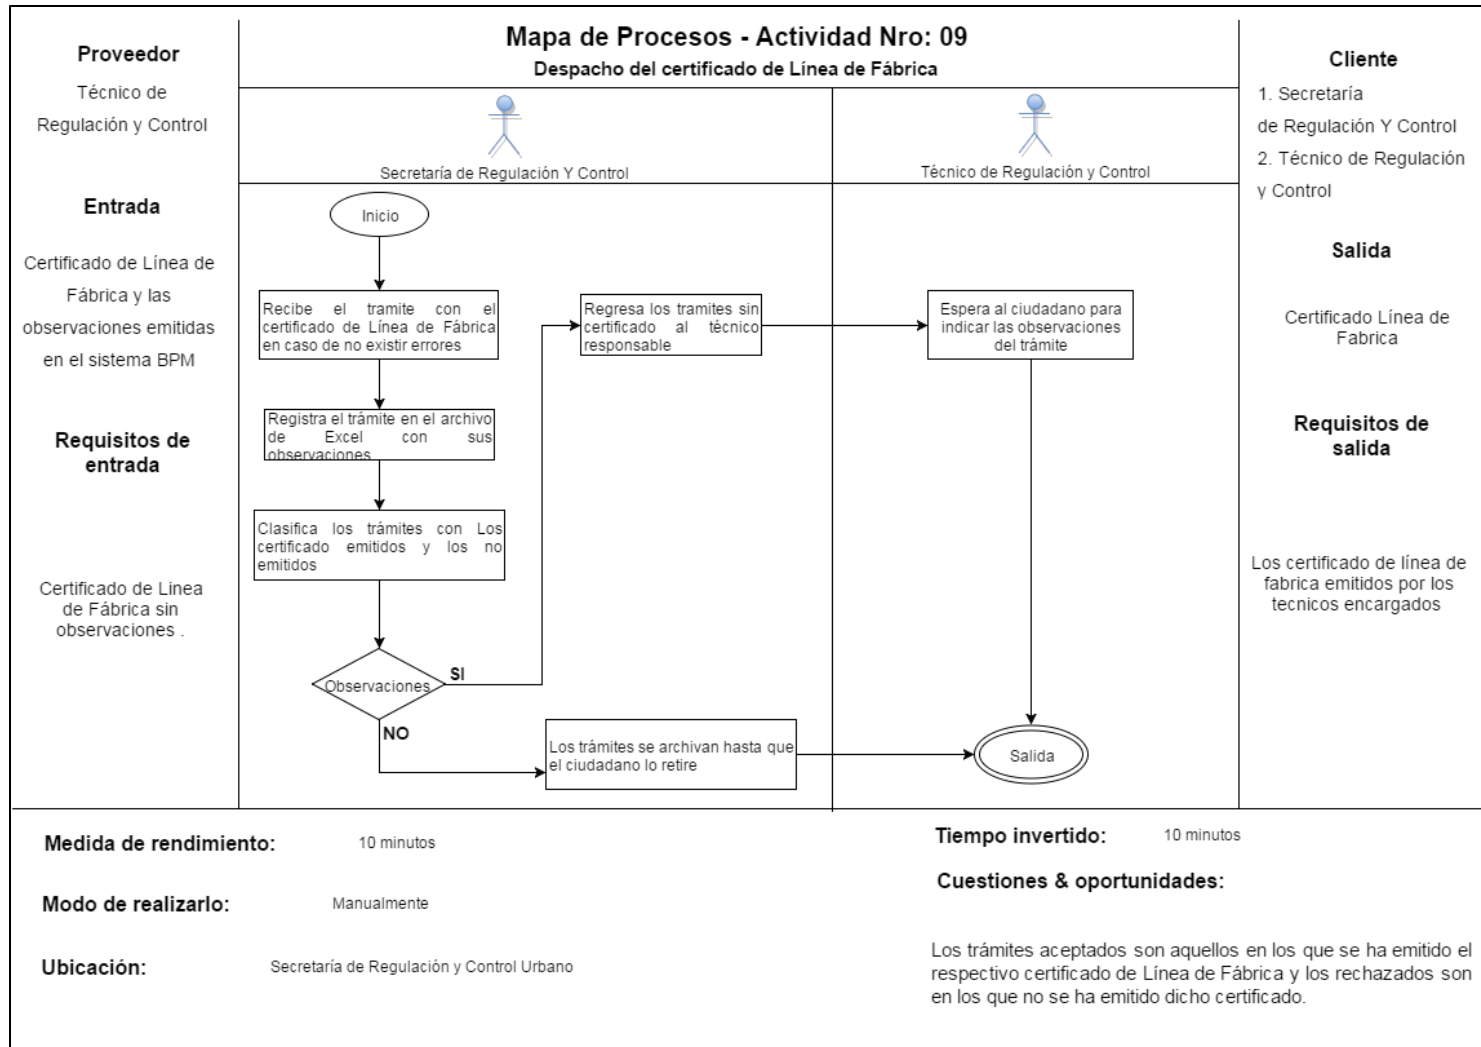 Mapa de Procesos - Actividad Nro: 09
Despacho del certificado de Línea de Fábrica
Proveedor
Técnico de
Regulación y Control
Entrada
Certificado de Línea de
Fábrica y las
observaciones emitidas
en el sistema BPM
Requisitos de
entrada
Certificado de Linea
de Fábrica sin
observaciones .
Secretaría de Regulación Y Control
Inicio
Recibe el tramite con el
certificado de Línea de Fábrica
en caso de no existir errores
Registra el trámite en el archivo
de Excel con sus
observaciones
Clasifica los trámites con Los
certificado emitidos y los no
emitidos
Observaciones
SI
NO
Regresa los tramites sin
certificado al técnico
responsable
Los trámites se archivan hasta que
el ciudadano lo retire
Técnico de Regulación y Control
Espera al ciudadano para
indicar las observaciones
del trámite
Salida
Cliente
1. Secretaría
de Regulación Y Control
2. Técnico de Regulación
y Control
Salida
Certificado Línea de
Fabrica
Requisitos de
salida
Los certificado de línea de
fabrica emitidos por los
tecnicos encargados
Medida de rendimiento: 10 minutos
Modo de realizarlo: Manualmente
Ubicación: Secretaría de Regulación y Control Urbano
Tiempo invertido: 10 minutos
Cuestiones & oportunidades:
Los trámites aceptados son aquellos en los que se ha emitido el
respectivo certificado de Línea de Fábrica y los rechazados son
en los que no se ha emitido dicho certificado.